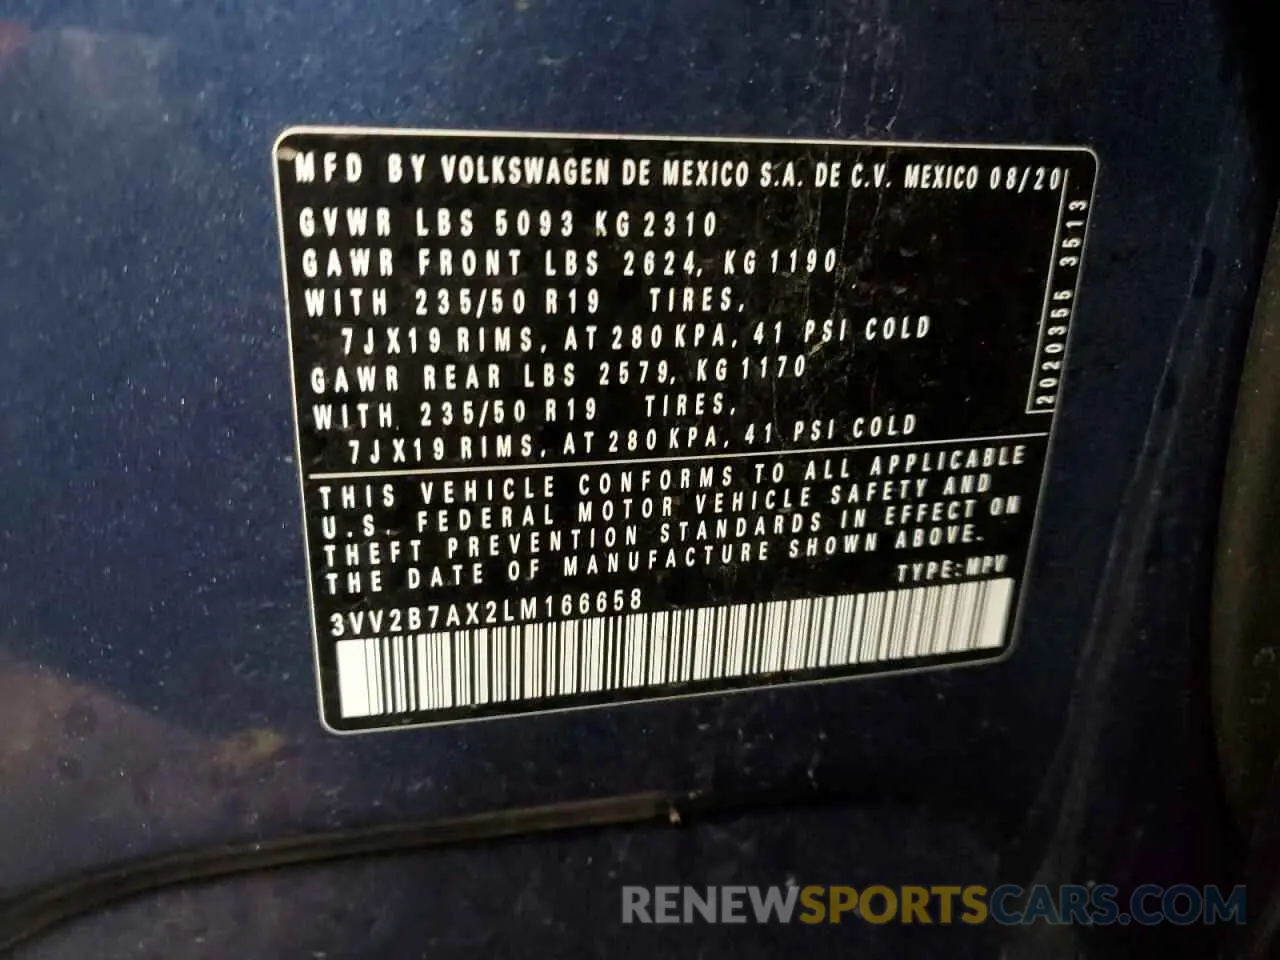 MFD BY VOLKSWAGEN DE MEXICO S.A. DE C.V. MEXICO 08/20
GVWR LBS 5093 KG 2310
GAWR FRONT LBS 2624, KG 1190
WITH 235/50 R19 TIRES,
7JX19 RIMS, AT 280 KPA, 41 PSI COLD
GAWR REAR LBS 2579, KG 1170
WITH 235/50 R19 TIRES,
7JX19 RIMS, AT 280 KPA, 41 PSI COLD
2020355 3513
THIS VEHICLE CONFORMS TO ALL APPLICABLE
U.S. FEDERAL MOTOR VEHICLE SAFETY AND
THEFT PREVENTION STANDARDS IN EFFECT ON
THE DATE OF MANUFACTURE SHOWN ABOVE.
3VV2B7AX2LM166658 TYPE:MPV
RENEWSPORTSCARS.COM